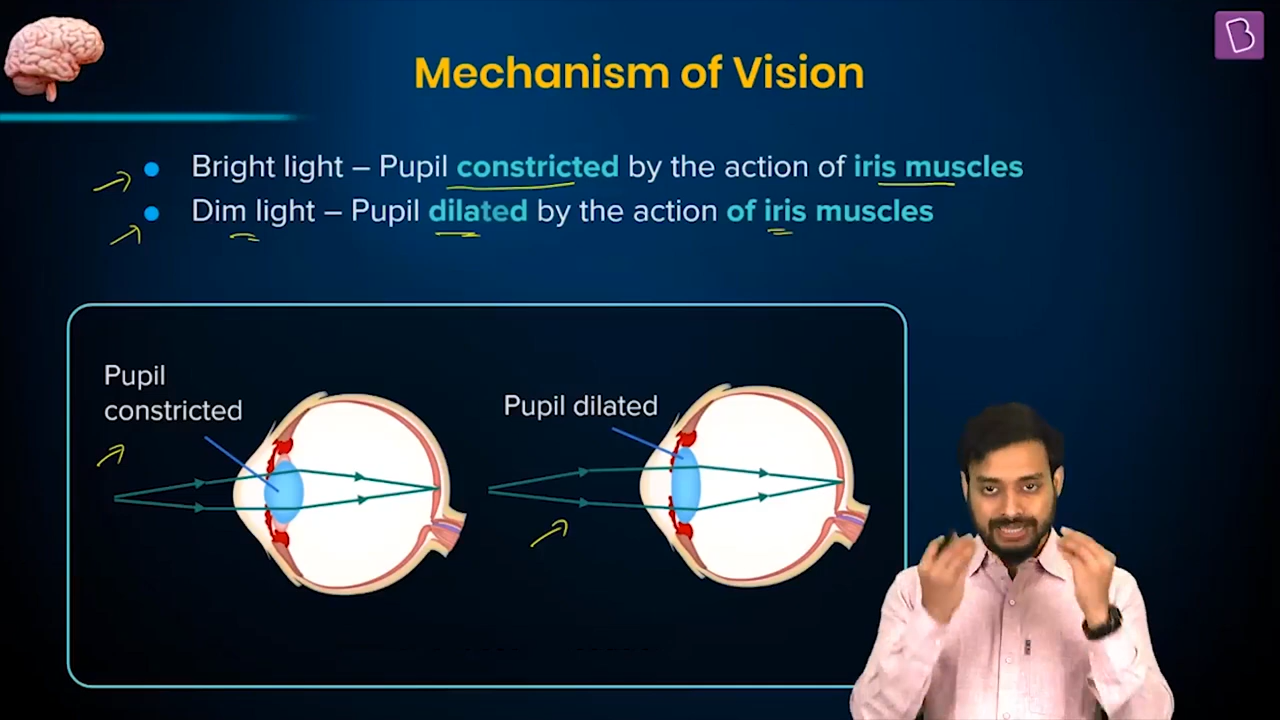 Mechanism of Vision
Bright light – Pupil constricted by the action of iris muscles
Dim light – Pupil dilated by the action of iris muscles
Pupil
constricted
Pupil dilated